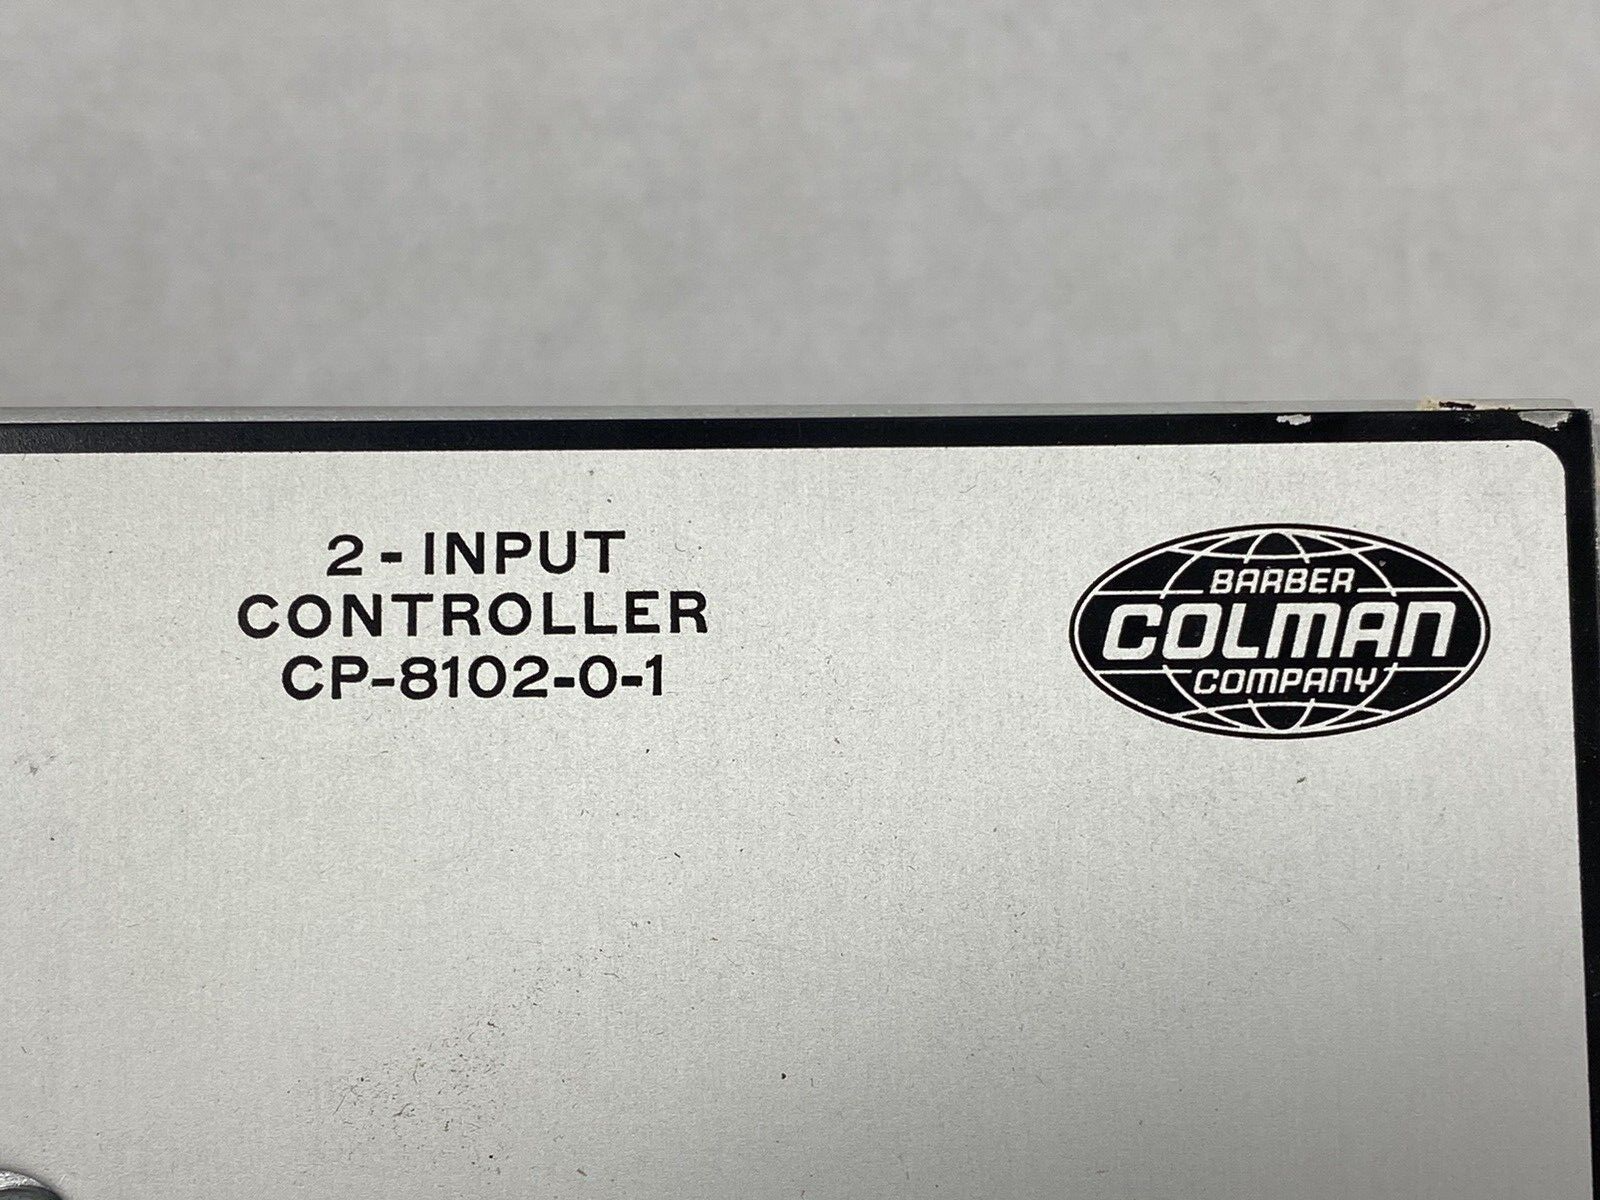 2-INPUT
CONTROLLER
CP-8102-0-1
BARBER
COLMAN
COMPANY